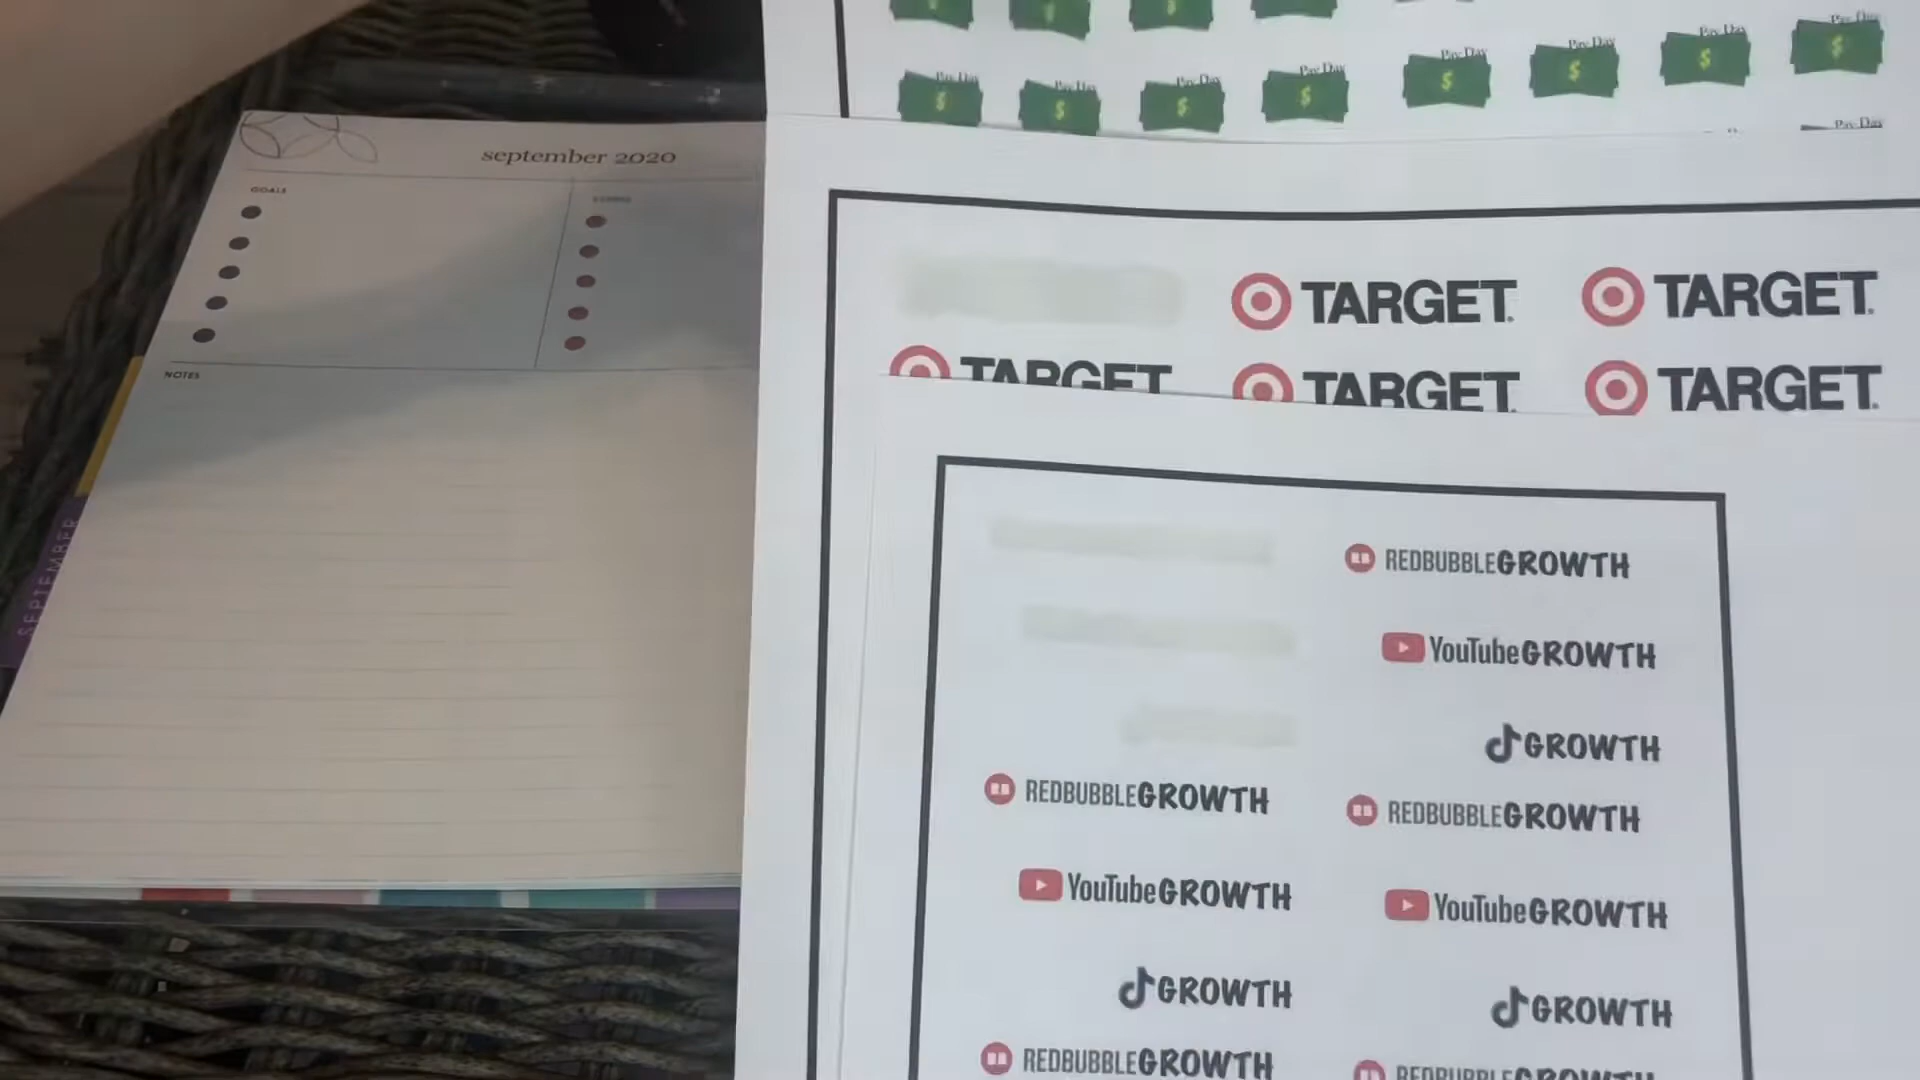 september 2020
GOALS
NOTES
SEPTEMBER
Pay Day Pay Day Pay Day Pay Day Pay Day Pay Day Pay Day Pay Day
Pay Day
TARGET TARGET
TARGET TARGET TARGET
REDBUBBLEGROWTH
YouTubeGROWTH
GROWTH
REDBUBBLEGROWTH REDBUBBLEGROWTH
YouTubeGROWTH YouTubeGROWTH
GROWTH GROWTH
REDBUBBLEGROWTH REDBUBBLEGROWTH